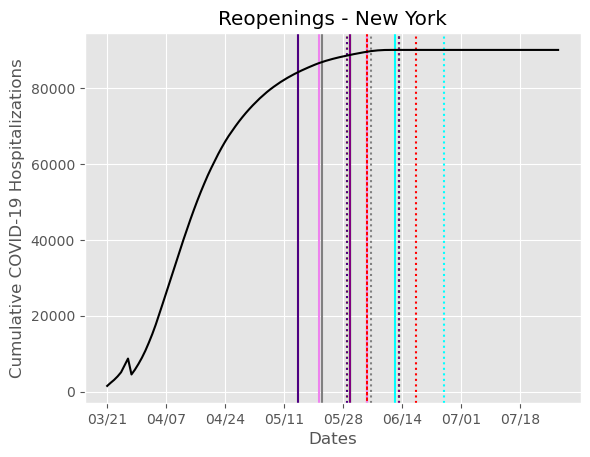 Reopenings - New York
Cumulative COVID-19 Hospitalizations
80000
60000
40000
20000
0
03/21 04/07 04/24 05/11 05/28 06/14 07/01 07/18
Dates